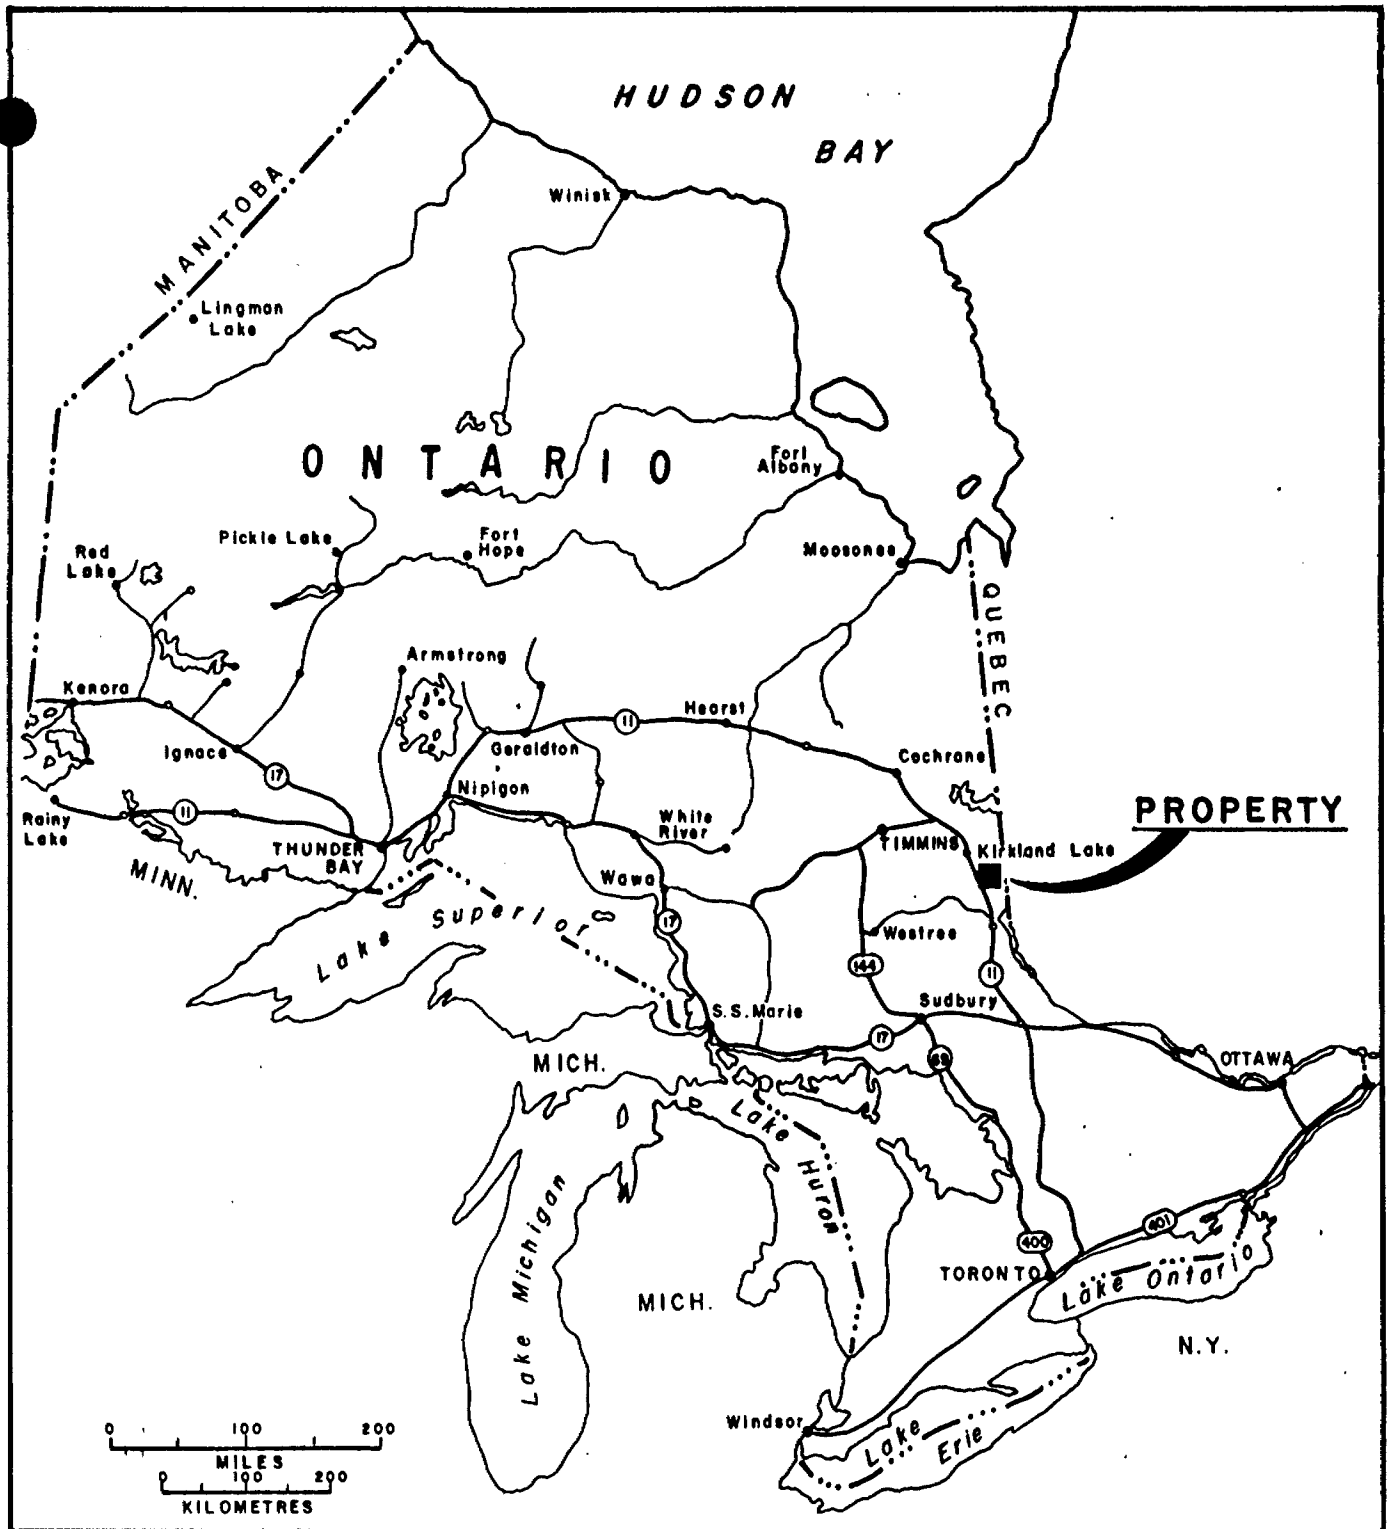 HUDSON
BAY
MANITOBA
Winisk
Lingman
Lake
ONTARIO
Fort
Albany
Pickle Lake
Fort
Hope
Red
Lake
Moosonee
QUEBEC
Armstrong
Kenora
Hearst
11
Geraldton
Ignace
17
Cochrane
Nipigon
11
Rainy
Lake
White
River
PROPERTY
THUNDER
BAY
TIMMINS
Kirkland Lake
MINN.
Wawa
Lake Superior
17
Westree
144
11
Sudbury
S.S.Marie
17
69
OTTAWA
MICH.
Lake
Huron
Lake Michigan
401
400
TORONTO
Lake Ontario
MICH.
N.Y.
Windsor
Lake
Erie
0 100 200
MILES
0 100 200
KILOMETRES